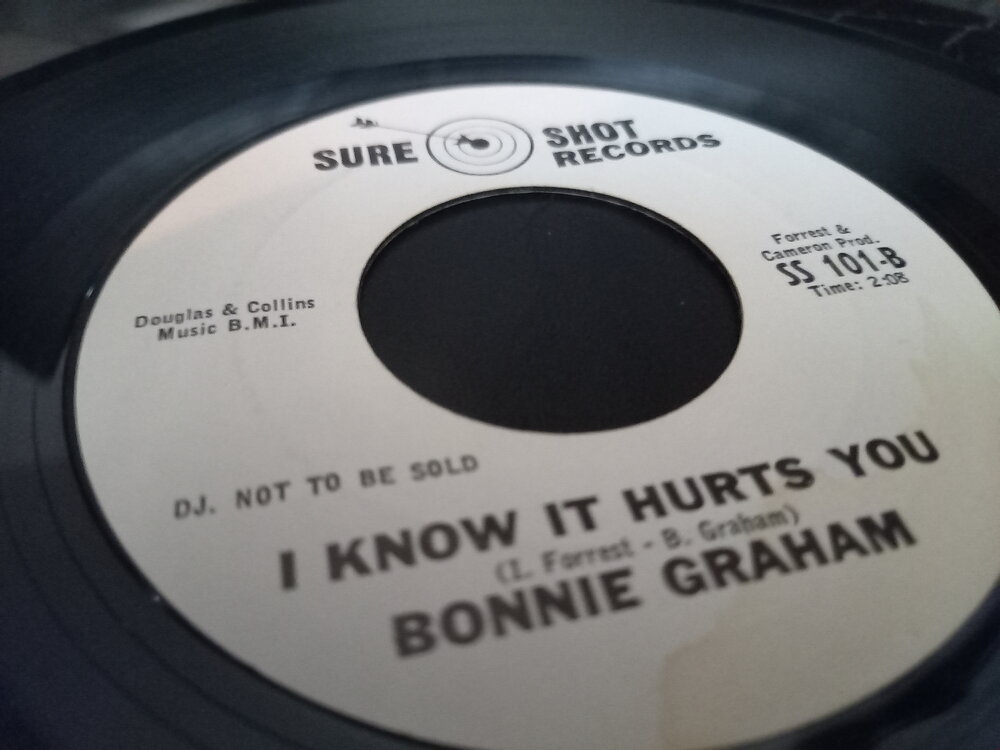 SURE SHOT
RECORDS
Forrest &
Cameron Prod.
SS 101-B
Time: 2:08
Douglas & Collins
Music B.M.I.
DJ. NOT TO BE SOLD
I KNOW IT HURTS YOU
(I. Forrest - B. Graham)
BONNIE GRAHAM